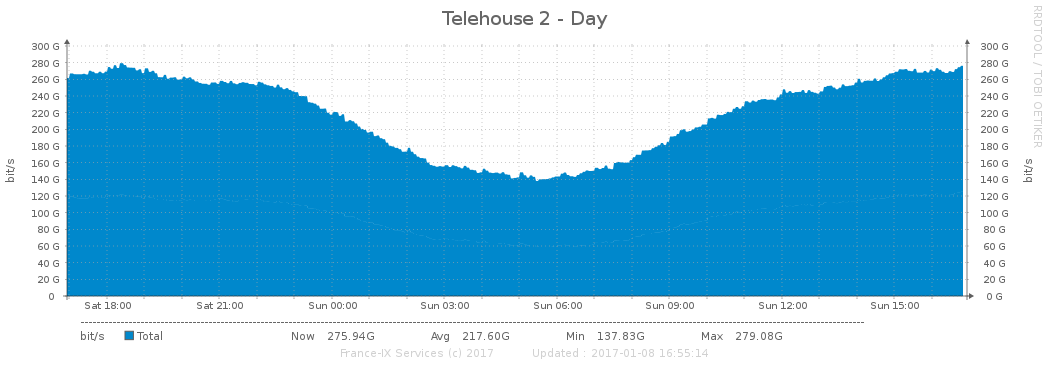 Telehouse 2 - Day
RRDTOOL / TOBI OETIKER
300 G 300 G
280 G 280 G
260 G 260 G
240 G 240 G
220 G 220 G
200 G 200 G
180 G 180 G
160 G 160 G
140 G 140 G
120 G 120 G
100 G 100 G
80 G 80 G
60 G 60 G
40 G 40 G
20 G 20 G
0 0 G
bit/s
bit/s
Sat 18:00 Sat 21:00 Sun 00:00 Sun 03:00 Sun 06:00 Sun 09:00 Sun 12:00 Sun 15:00
bit/s Total Now 275.94G Avg 217.60G Min 137.83G Max 279.08G
France-IX Services (c) 2017 Updated : 2017-01-08 16:55:14